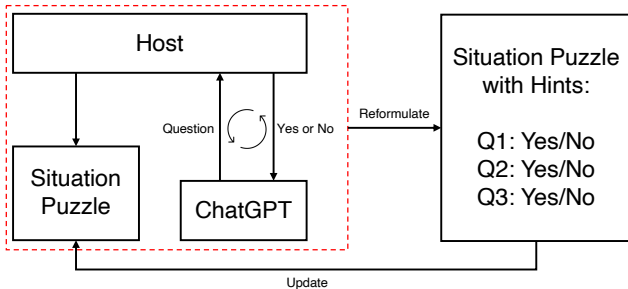 Host
Question
Yes or No
Situation
Puzzle
ChatGPT
Reformulate
Situation Puzzle
with Hints:
Q1: Yes/No
Q2: Yes/No
Q3: Yes/No
Update